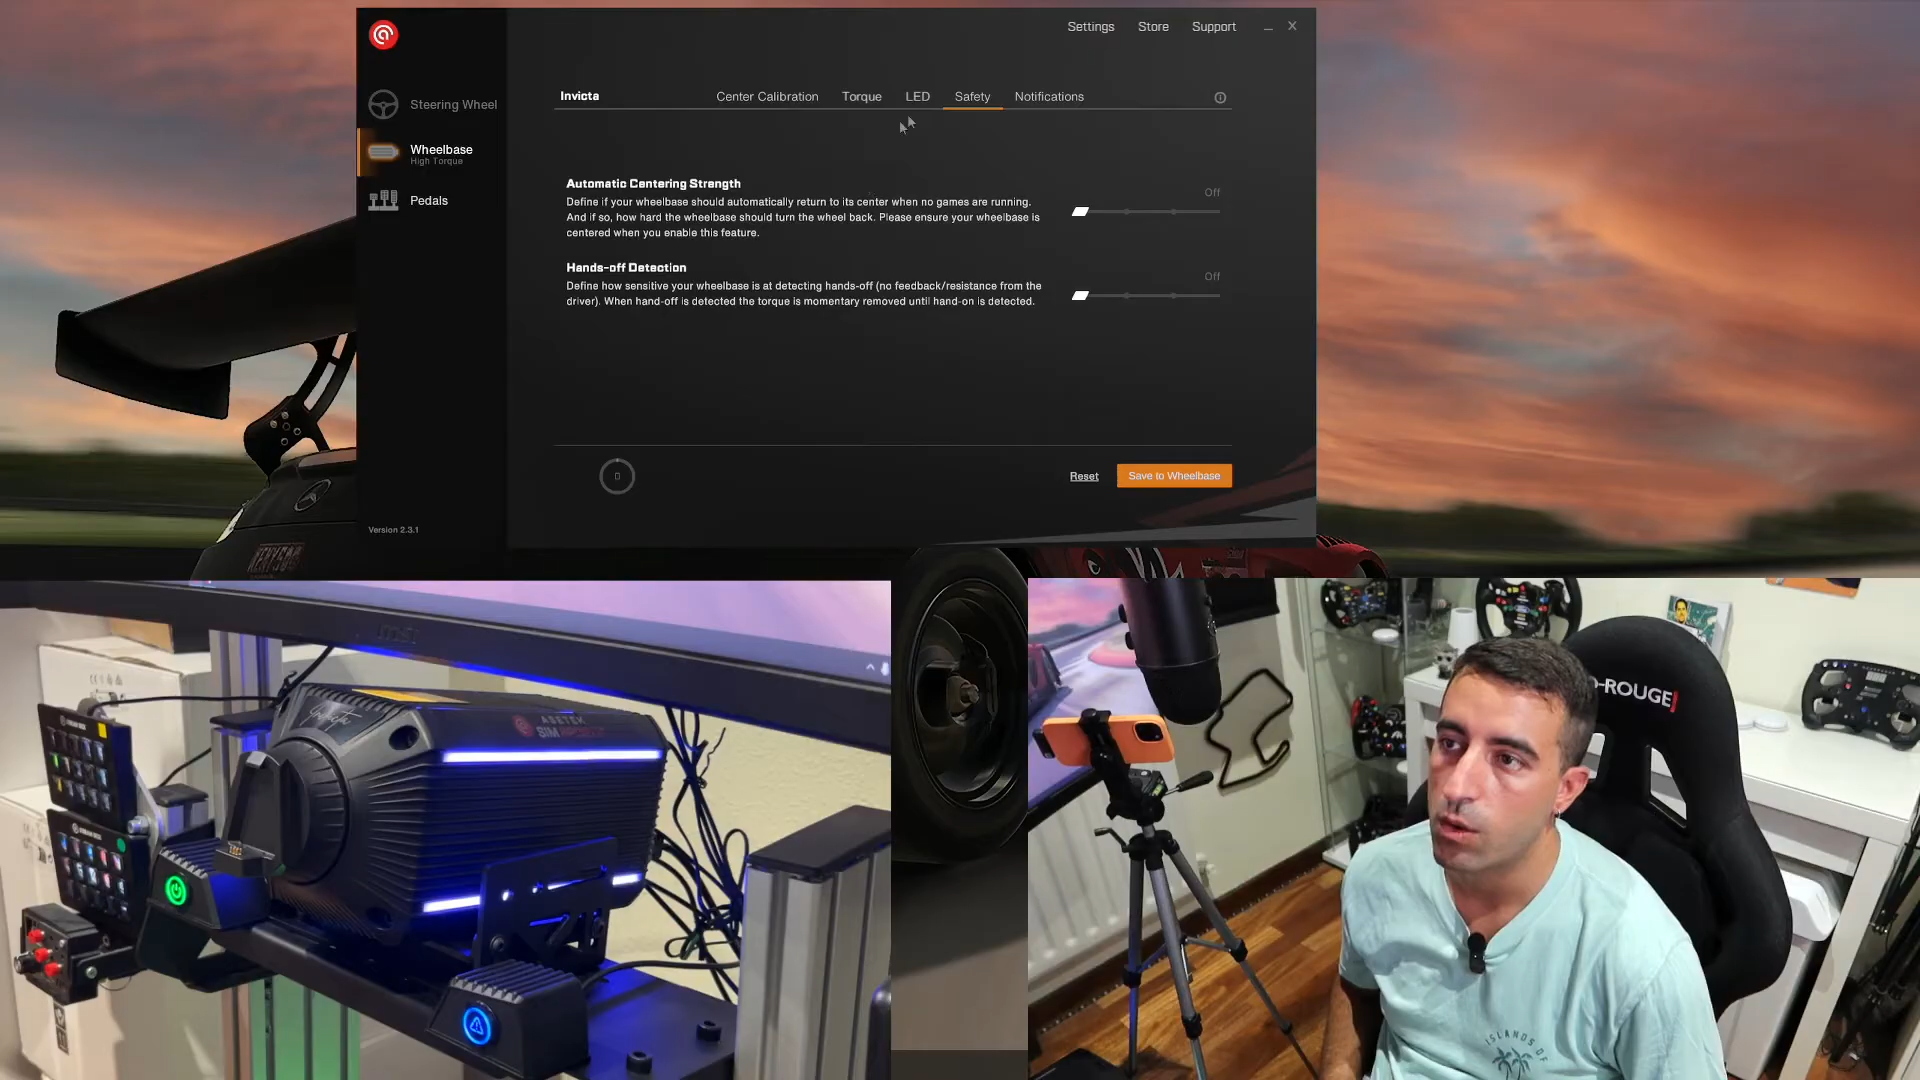 Settings
Store
Support
Steering Wheel
Wheelbase
High Torque
Pedals
Version 2.3.1
Invicta
Center Calibration
Torque
LED
Safety
Notifications
Automatic Centering Strength
Define if your wheelbase should automatically return to its center when no games are running.
And if so, how hard the wheelbase should turn the wheel back. Please ensure your wheelbase is
centered when you enable this feature.
Off
Hands-off Detection
Define how sensitive your wheelbase is at detecting hands-off (no feedback/resistance from the
driver). When hand-off is detected the torque is momentary removed until hand-on is detected.
Off
Reset
Save to Wheelbase
Invicta
ASETEK
SIM
-ROUGE
ISLANDS OF